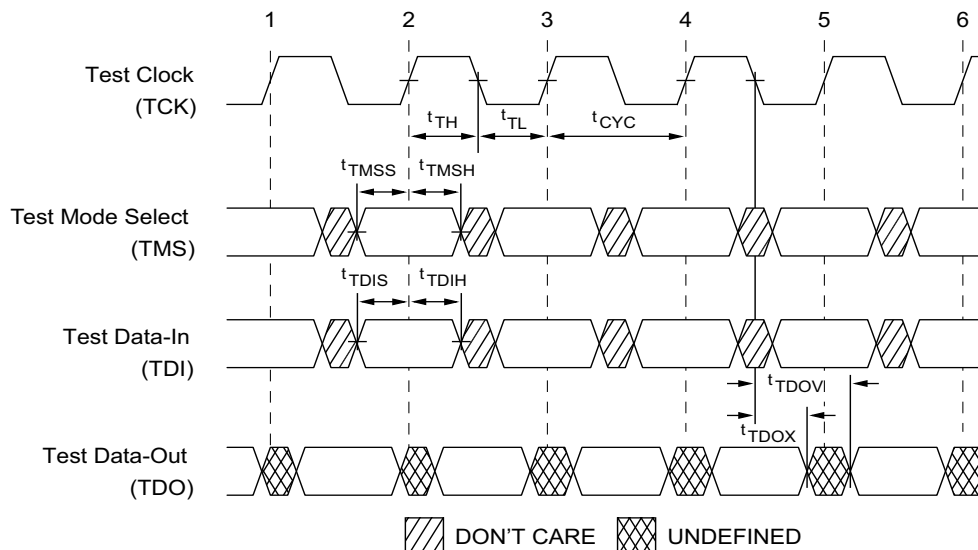 1 2 3 4 5 6
Test Clock
(TCK)
tTH tTL tCYC
tTMSS tTMSH
Test Mode Select
(TMS)
tTDIS tTDIH
Test Data-In
(TDI)
tTDOV
tTDOX
Test Data-Out
(TDO)
DON'T CARE UNDEFINED